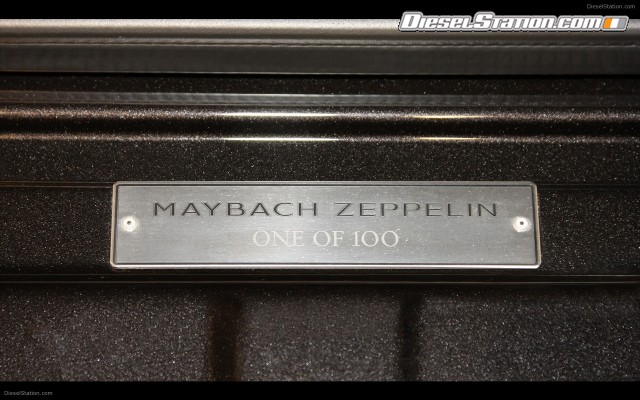 DieselStation.com
DieselStation.com
MAYBACH ZEPPELIN
ONE OF 100
DieselStation.com